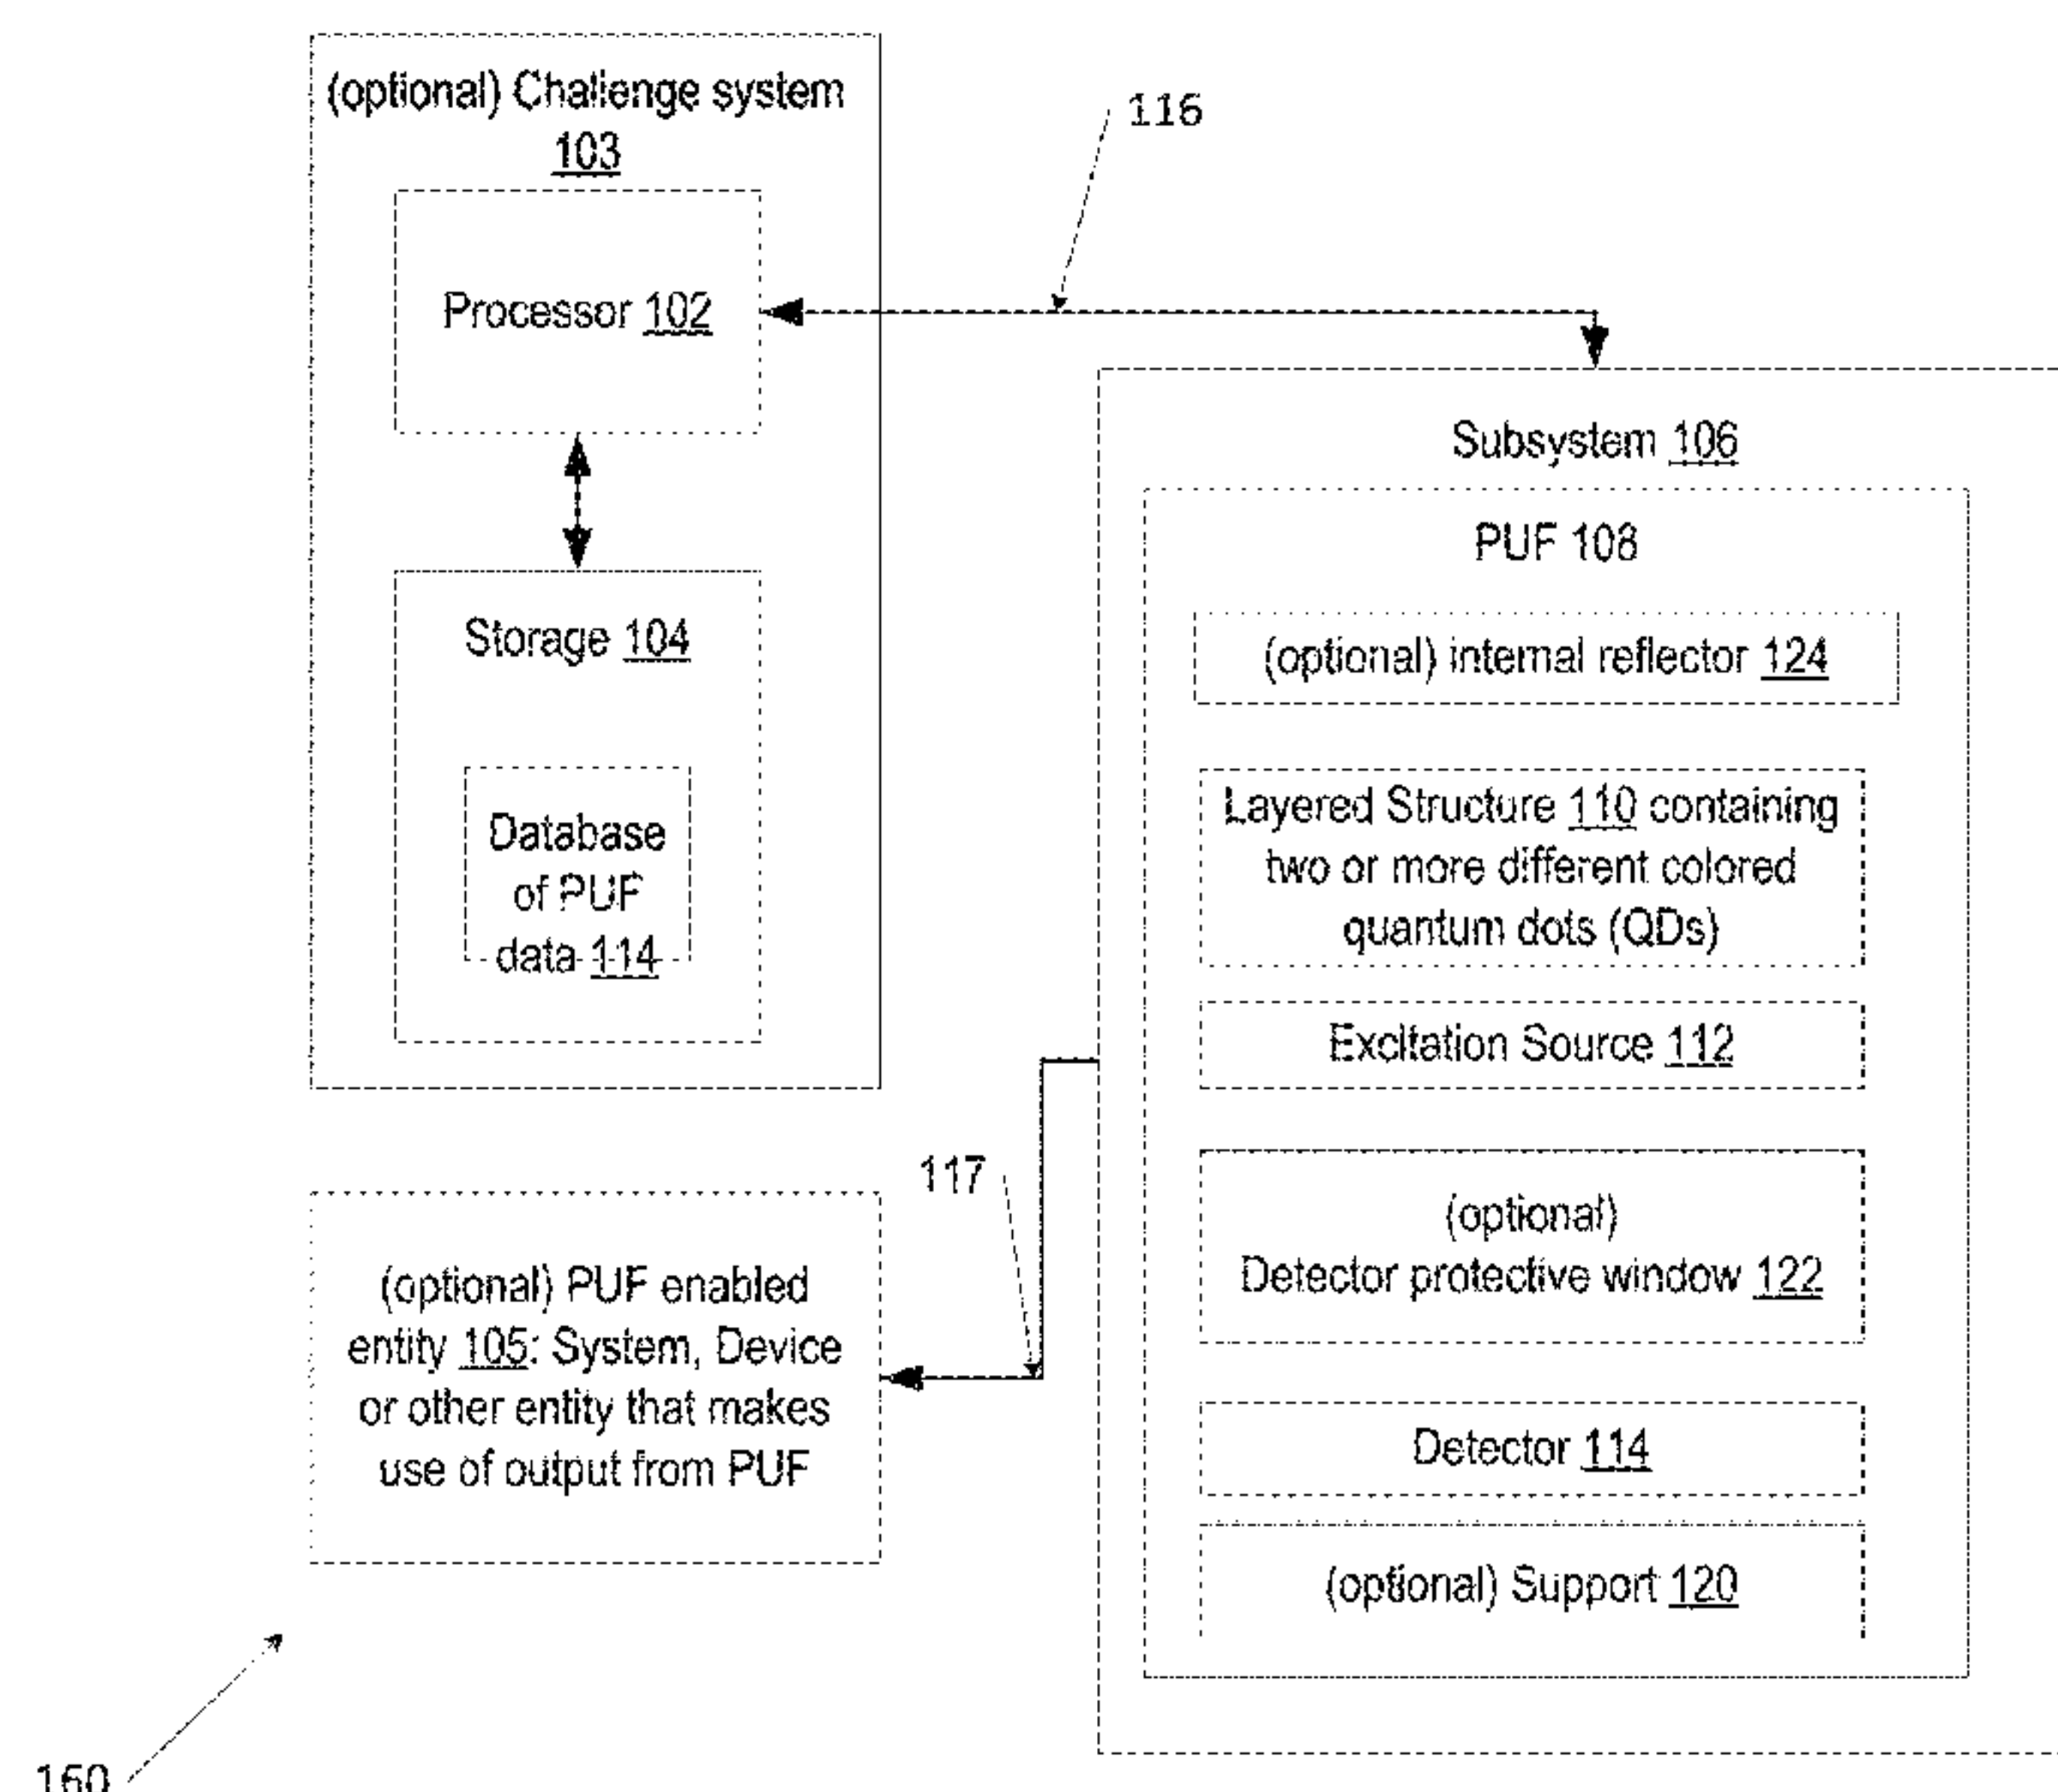 (optional) Challenge system
103
Processor 102
Storage 104
Database
of PUF
data 114
116
Subsystem 106
PUF 108
(optional) internal reflector 124
Layered Structure 110 containing
two or more different colored
quantum dots (QDs)
Excitation Source 112
(optional)
Detector protective window 122
Detector 114
(optional) Support 120
117
(optional) PUF enabled
entity 105: System, Device
or other entity that makes
use of output from PUF
160